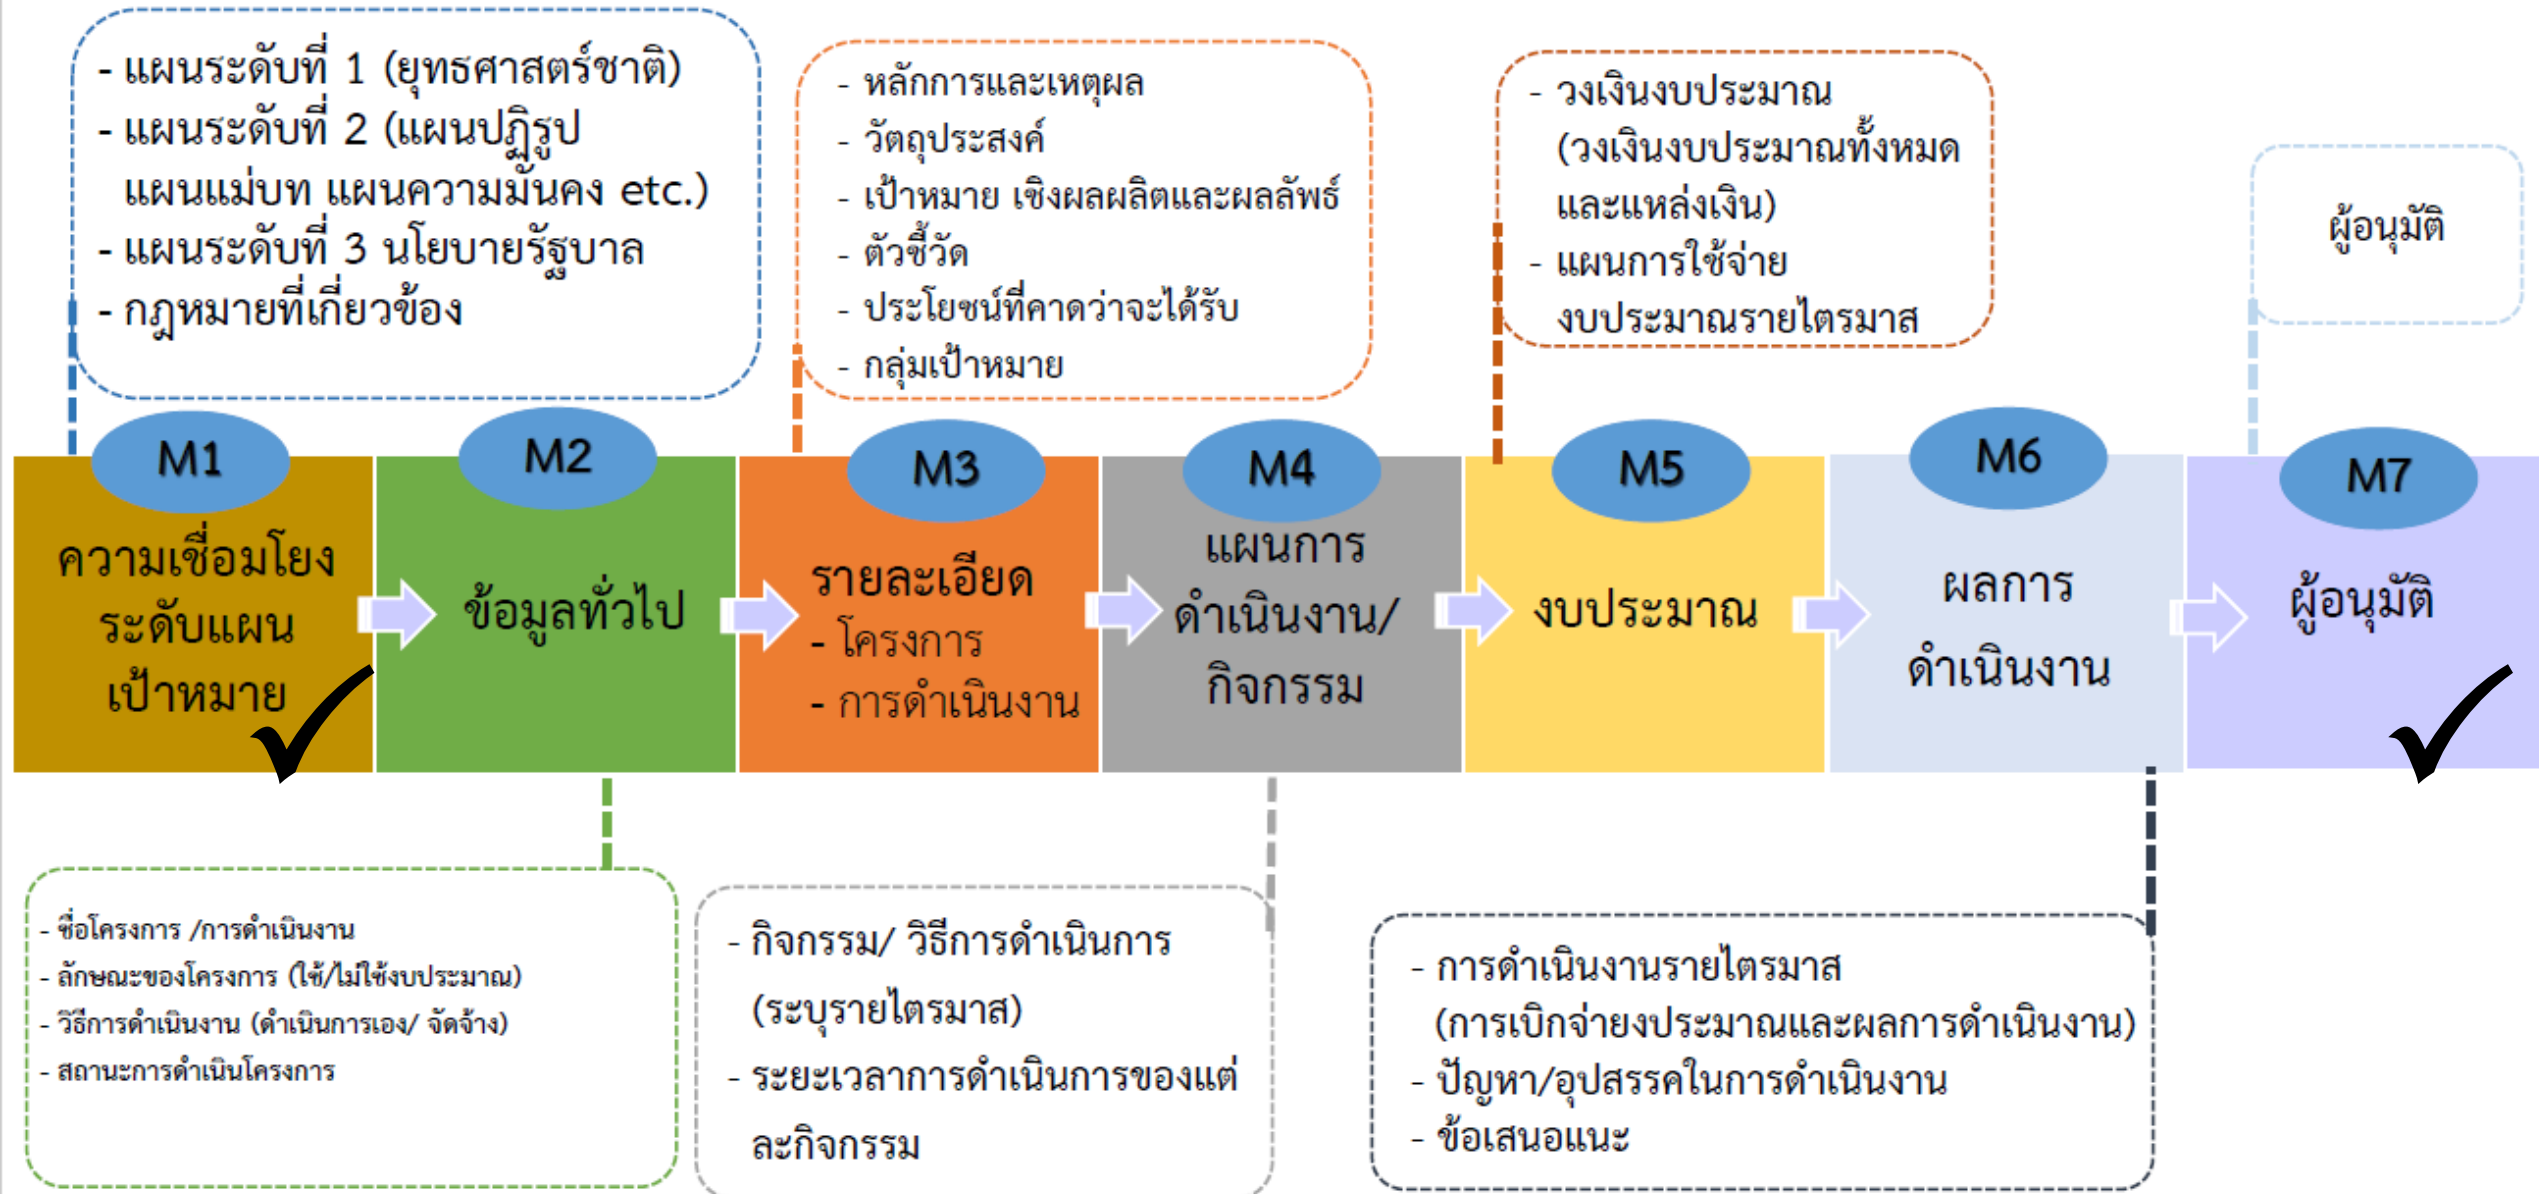 - แผนระดับที่ 1 (ยุทธศาสตร์ชาติ)
- แผนระดับที่ 2 (แผนปฏิรูป
แผนแม่บท แผนความมั่นคง etc.)
- แผนระดับที่ 3 นโยบายรัฐบาล
- กฎหมายที่เกี่ยวข้อง
- หลักการและเหตุผล
- วัตถุประสงค์
- เป้าหมาย เชิงผลผลิตและผลลัพธ์
- ตัวชี้วัด
- ประโยชน์ที่คาดว่าจะได้รับ
- กลุ่มเป้าหมาย
- วงเงินงบประมาณ
(วงเงินงบประมาณทั้งหมด
และแหล่งเงิน)
- แผนการใช้จ่าย
งบประมาณรายไตรมาส
ผู้อนุมัติ
M1
ความเชื่อมโยง
ระดับแผน
เป้าหมาย
M2
ข้อมูลทั่วไป
M3
รายละเอียด
- โครงการ
- การดำเนินงาน
M4
แผนการ
ดำเนินงาน/
กิจกรรม
M5
งบประมาณ
M6
ผลการ
ดำเนินงาน
M7
ผู้อนุมัติ
- ชื่อโครงการ /การดำเนินงาน
- ลักษณะของโครงการ (ใช้/ไม่ใช้งบประมาณ)
- วิธีการดำเนินงาน (ดำเนินการเอง/ จัดจ้าง)
- สถานะการดำเนินโครงการ
- กิจกรรม/ วิธีการดำเนินการ
(ระบุรายไตรมาส)
- ระยะเวลาการดำเนินการของแต่
ละกิจกรรม
- การดำเนินงานรายไตรมาส
(การเบิกจ่ายงประมาณและผลการดำเนินงาน)
- ปัญหา/อุปสรรคในการดำเนินงาน
- ข้อเสนอแนะ